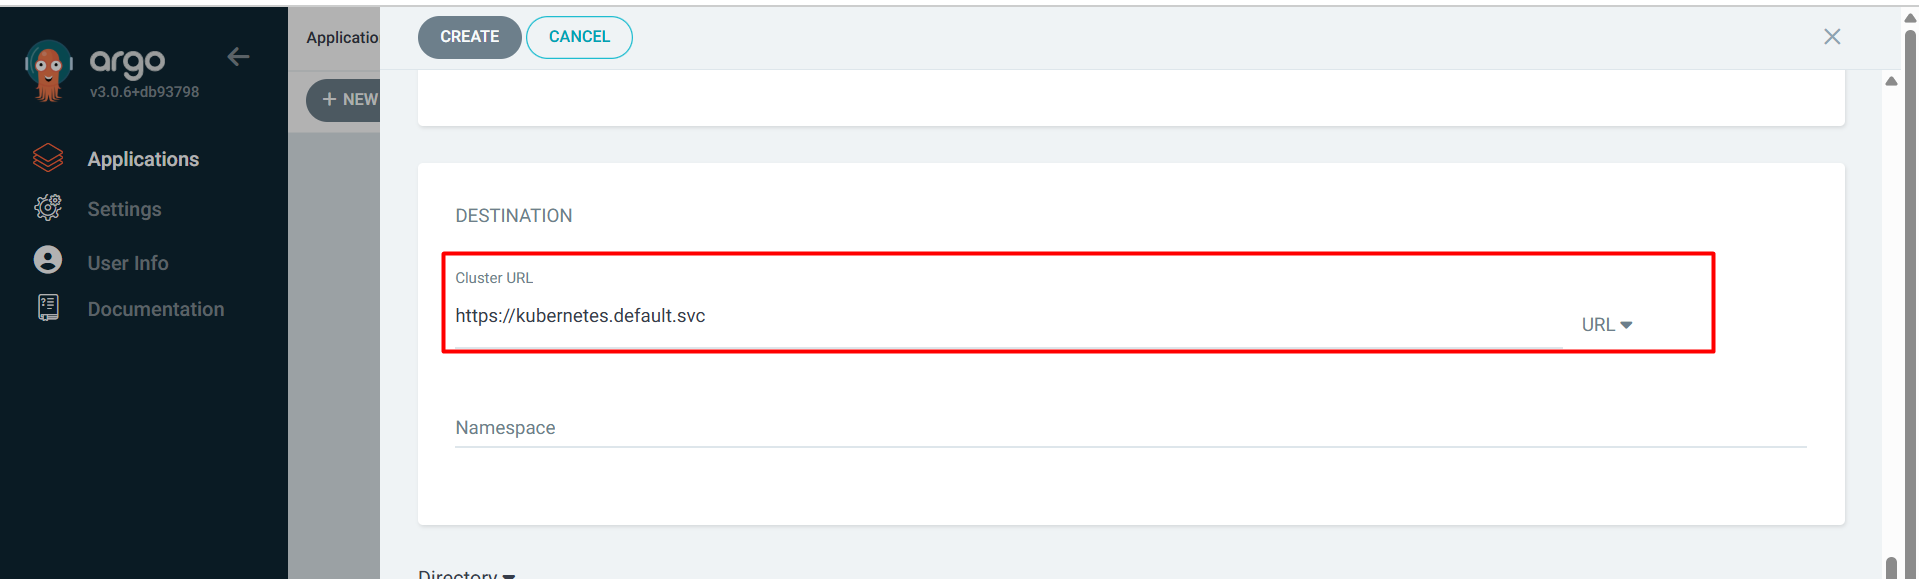 argo
v3.0.6+db93798
Applications
Settings
User Info
Documentation
Applicatio
+ NEW
CREATE
CANCEL
DESTINATION
Cluster URL
https://kubernetes.default.svc
URL
Namespace
Directory